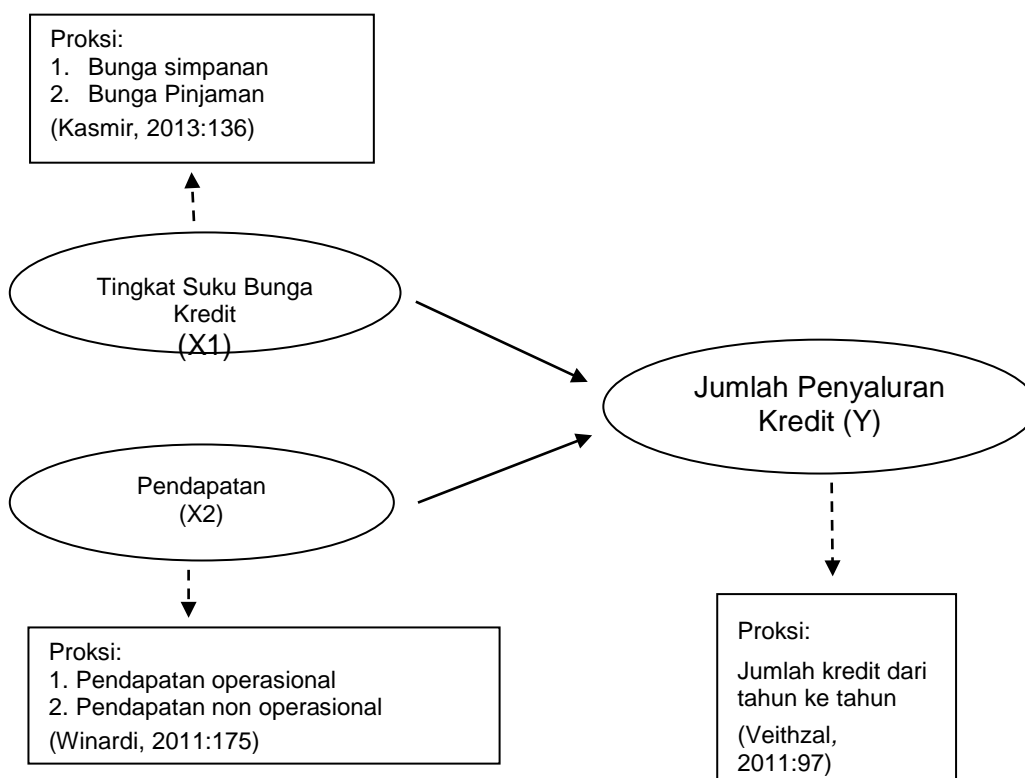 Proksi:
1. Bunga simpanan
2. Bunga Pinjaman
(Kasmir, 2013:136)
Tingkat Suku Bunga
Kredit
(X1)
Jumlah Penyaluran
Kredit (Y)
Pendapatan
(X2)
Proksi:
1. Pendapatan operasional
2. Pendapatan non operasional
(Winardi, 2011:175)
Proksi:
Jumlah kredit dari
tahun ke tahun
(Veithzal,
2011:97)